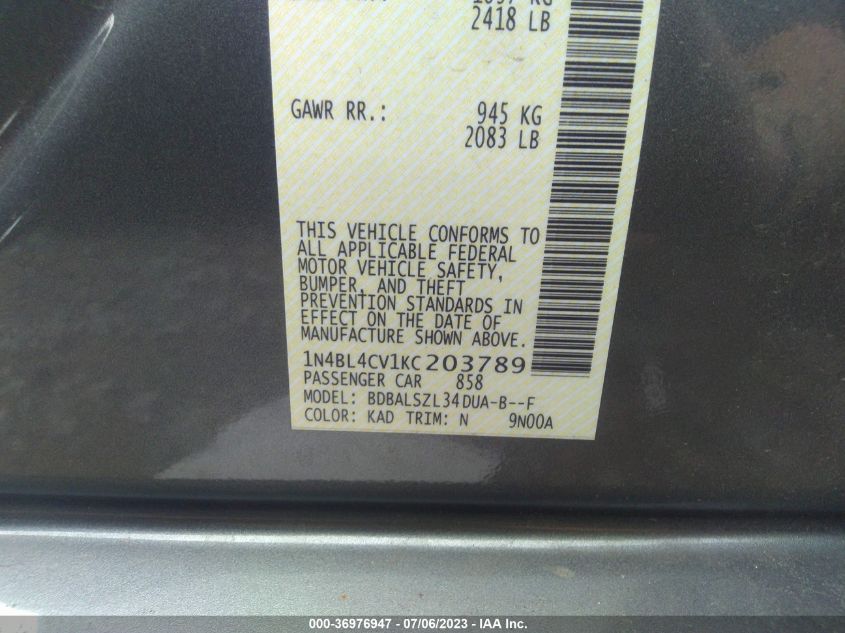 2418 LB
GAWR RR.: 945 KG
2083 LB
THIS VEHICLE CONFORMS TO
ALL APPLICABLE FEDERAL
MOTOR VEHICLE SAFETY,
BUMPER, AND THEFT
PREVENTION STANDARDS IN
EFFECT ON THE DATE OF
MANUFACTURE SHOWN ABOVE.
1N4BL4CV1KC203789
PASSENGER CAR 858
MODEL: BDBALSZL34DUA-B--F
COLOR: KAD TRIM: N 9N00A
000-36976947 / 07/06/2023 - IAA Inc.